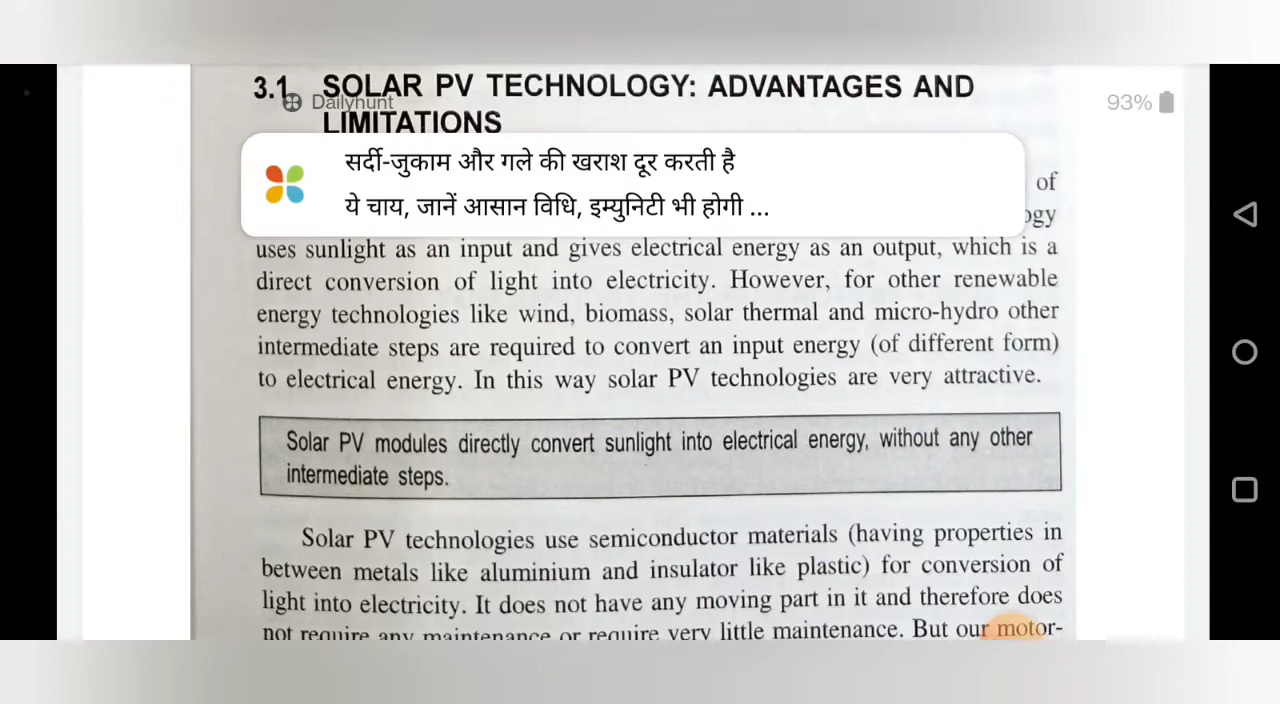 3.1 SOLAR PV TECHNOLOGY: ADVANTAGES AND
LIMITATIONS
Dailyhunt
93%
सर्दी-जुकाम और गले की खराश दूर करती है
ये चाय, जानें आसान विधि, इम्युनिटी भी होगी ...
of
ogy
uses sunlight as an input and gives electrical energy as an output, which is a
direct conversion of light into electricity. However, for other renewable
energy technologies like wind, biomass, solar thermal and micro-hydro other
intermediate steps are required to convert an input energy (of different form)
to electrical energy. In this way solar PV technologies are very attractive.
Solar PV modules directly convert sunlight into electrical energy, without any other
intermediate steps.
Solar PV technologies use semiconductor materials (having properties in
between metals like aluminium and insulator like plastic) for conversion of
light into electricity. It does not have any moving part in it and therefore does
not require any maintenance or require very little maintenance. But our motor-